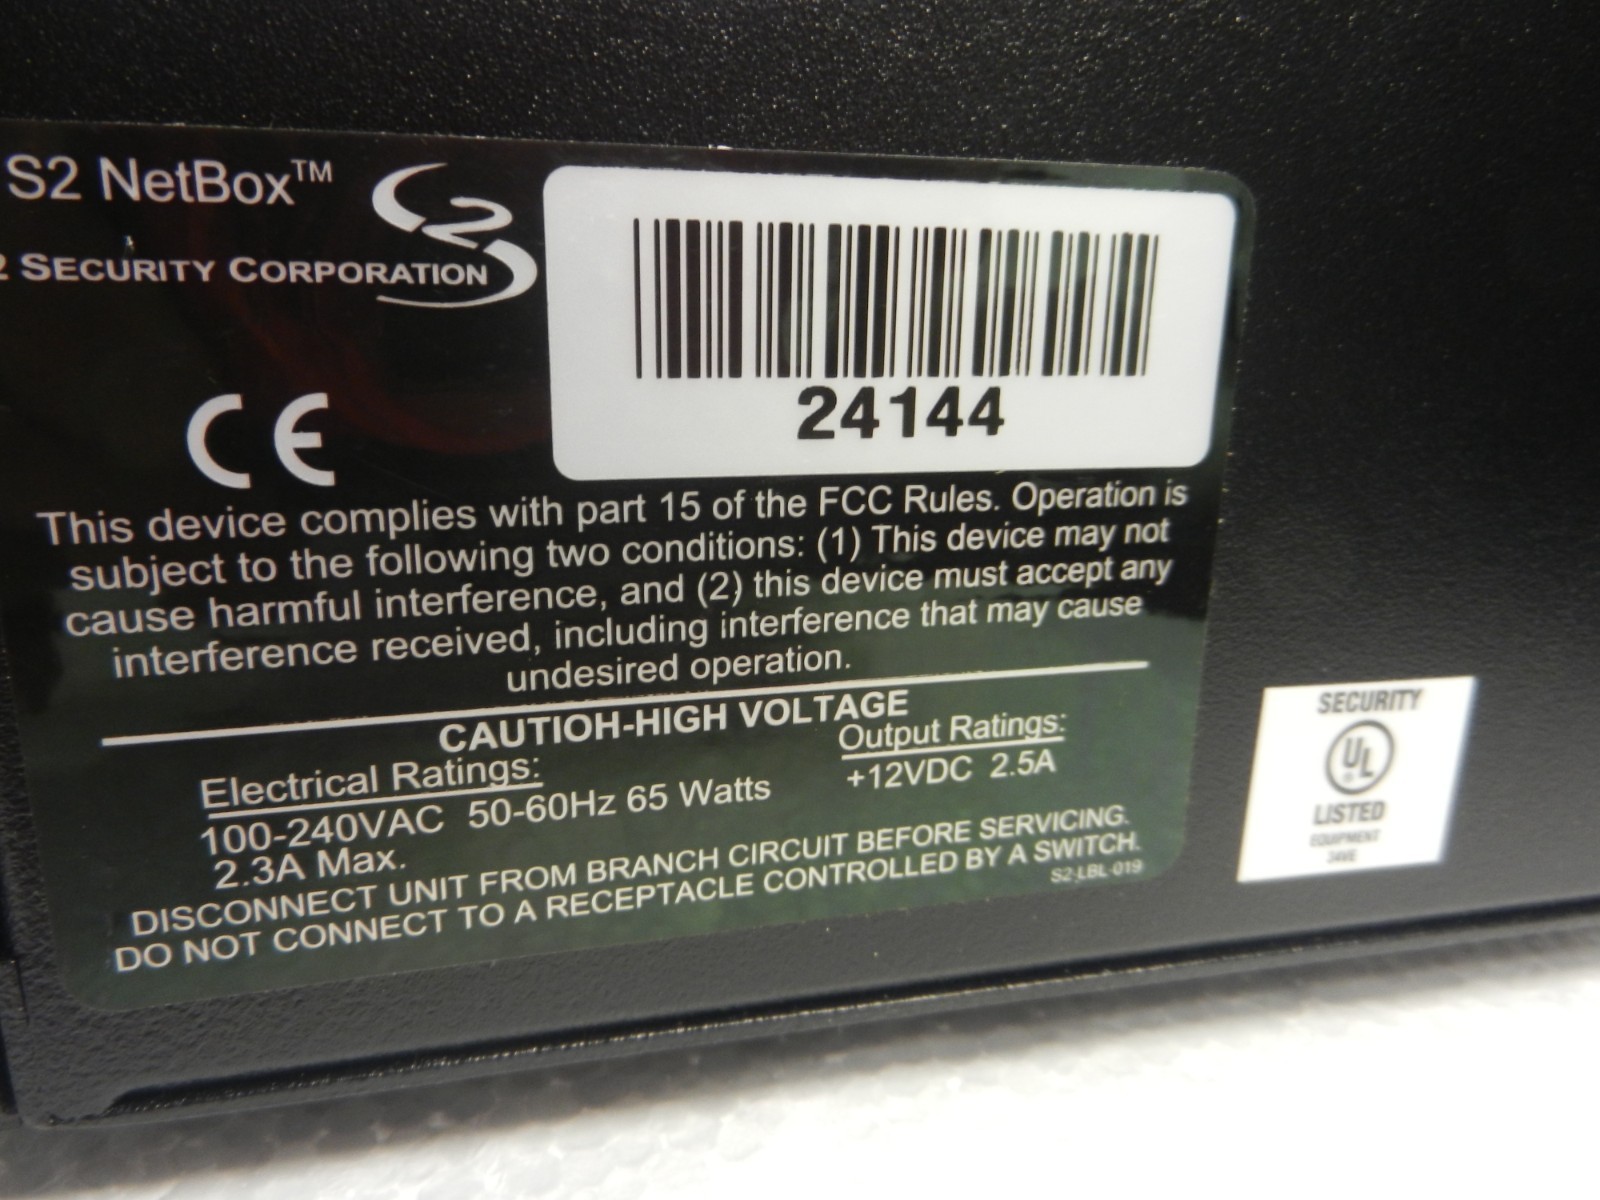 S2 NetBox™
2 SECURITY CORPORATION
S2
24144
CE
This device complies with part 15 of the FCC Rules. Operation is
subject to the following two conditions: (1) This device may not
cause harmful interference, and (2) this device must accept any
interference received, including interference that may cause
undesired operation.
CAUTIOH-HIGH VOLTAGE
Electrical Ratings:
100-240VAC 50-60Hz 65 Watts
2.3A Max.
Output Ratings:
+12VDC 2.5A
DISCONNECT UNIT FROM BRANCH CIRCUIT BEFORE SERVICING.
DO NOT CONNECT TO A RECEPTACLE CONTROLLED BY A SWITCH.
S2-LBL-019
SECURITY
UL ®
LISTED
EQUIPMENT
34VE